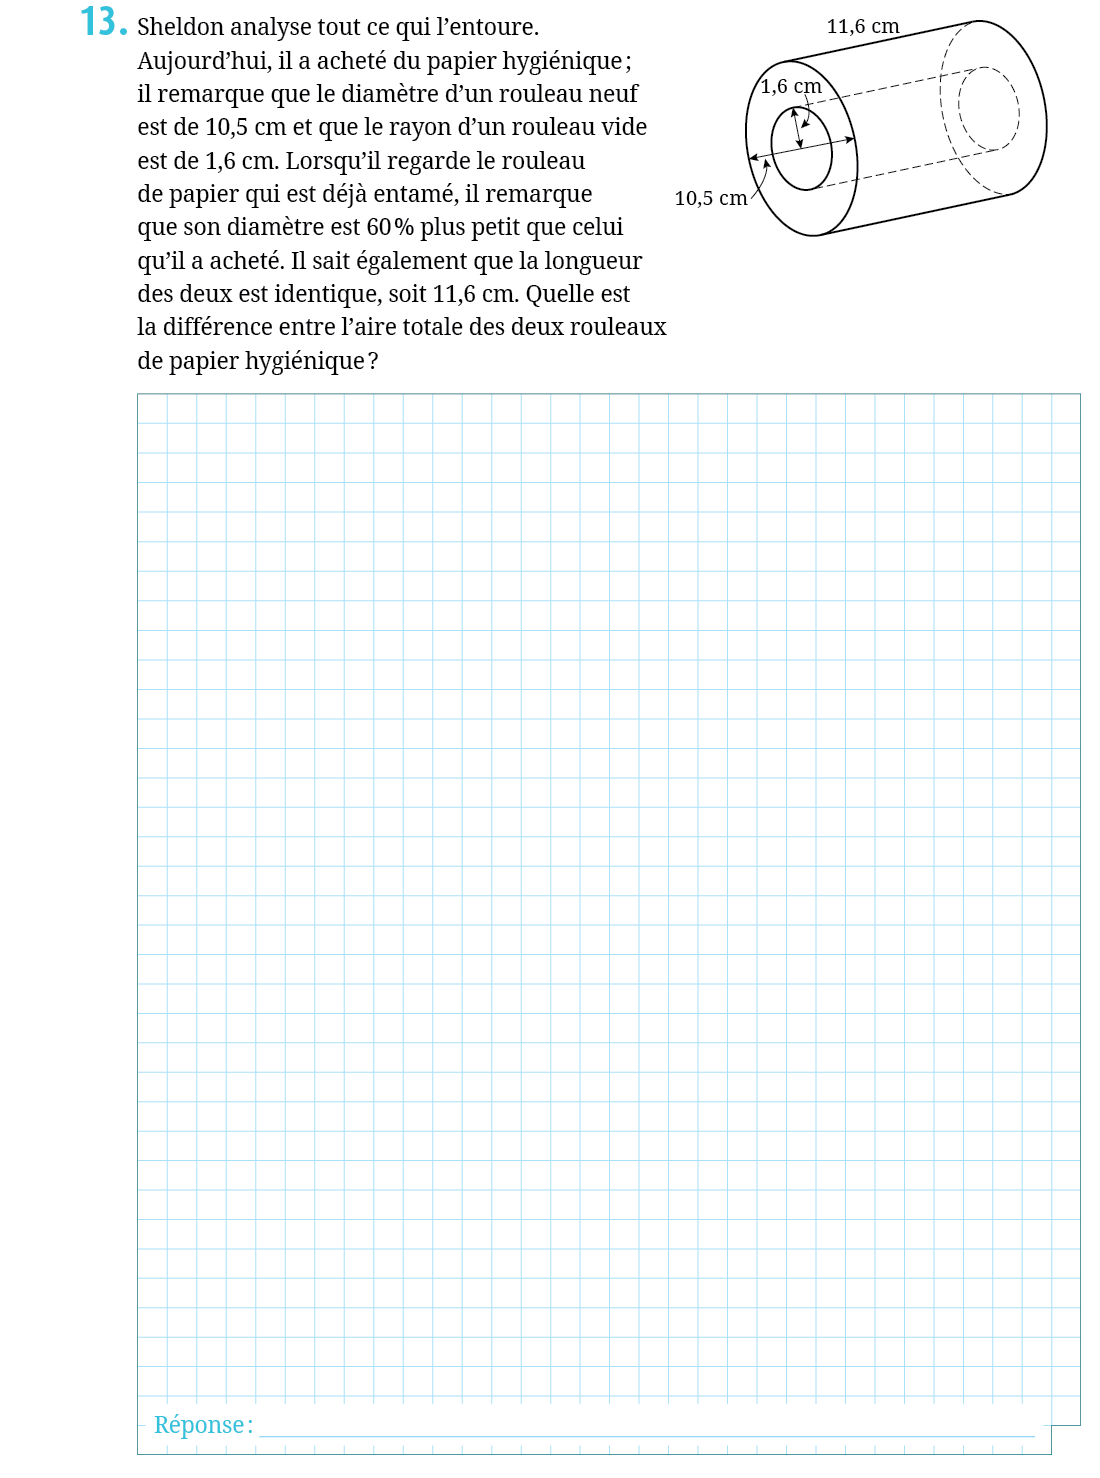 13. Sheldon analyse tout ce qui l’entoure.
Aujourd’hui, il a acheté du papier hygiénique ;
il remarque que le diamètre d’un rouleau neuf
est de 10,5 cm et que le rayon d’un rouleau vide
est de 1,6 cm. Lorsqu’il regarde le rouleau
de papier qui est déjà entamé, il remarque
que son diamètre est 60 % plus petit que celui
qu’il a acheté. Il sait également que la longueur
des deux est identique, soit 11,6 cm. Quelle est
la différence entre l’aire totale des deux rouleaux
de papier hygiénique ?
11,6 cm
1,6 cm
10,5 cm
Réponse :